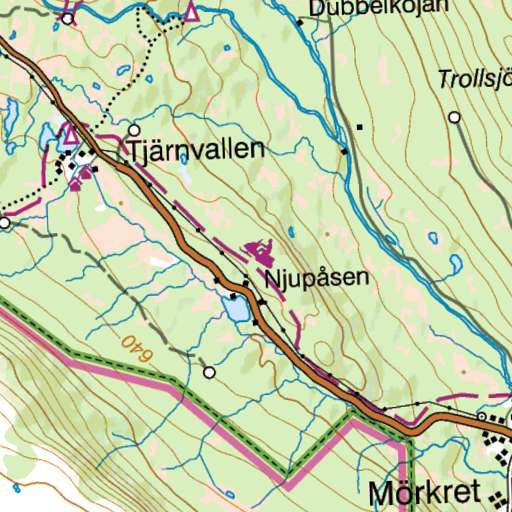 Dubbelkojan
Trollsjö
Tjärnvallen
Njupåsen
640
Mörkret